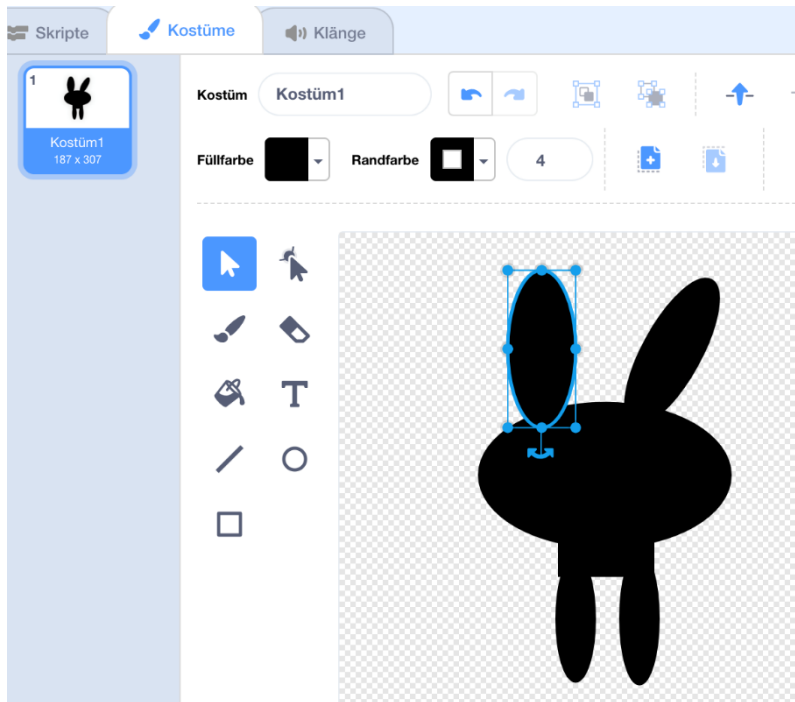 Skripte
Kostüme
Klänge
1
Kostüm1
187 x 307
Kostüm
Kostüm1
Füllfarbe
Randfarbe
4
T